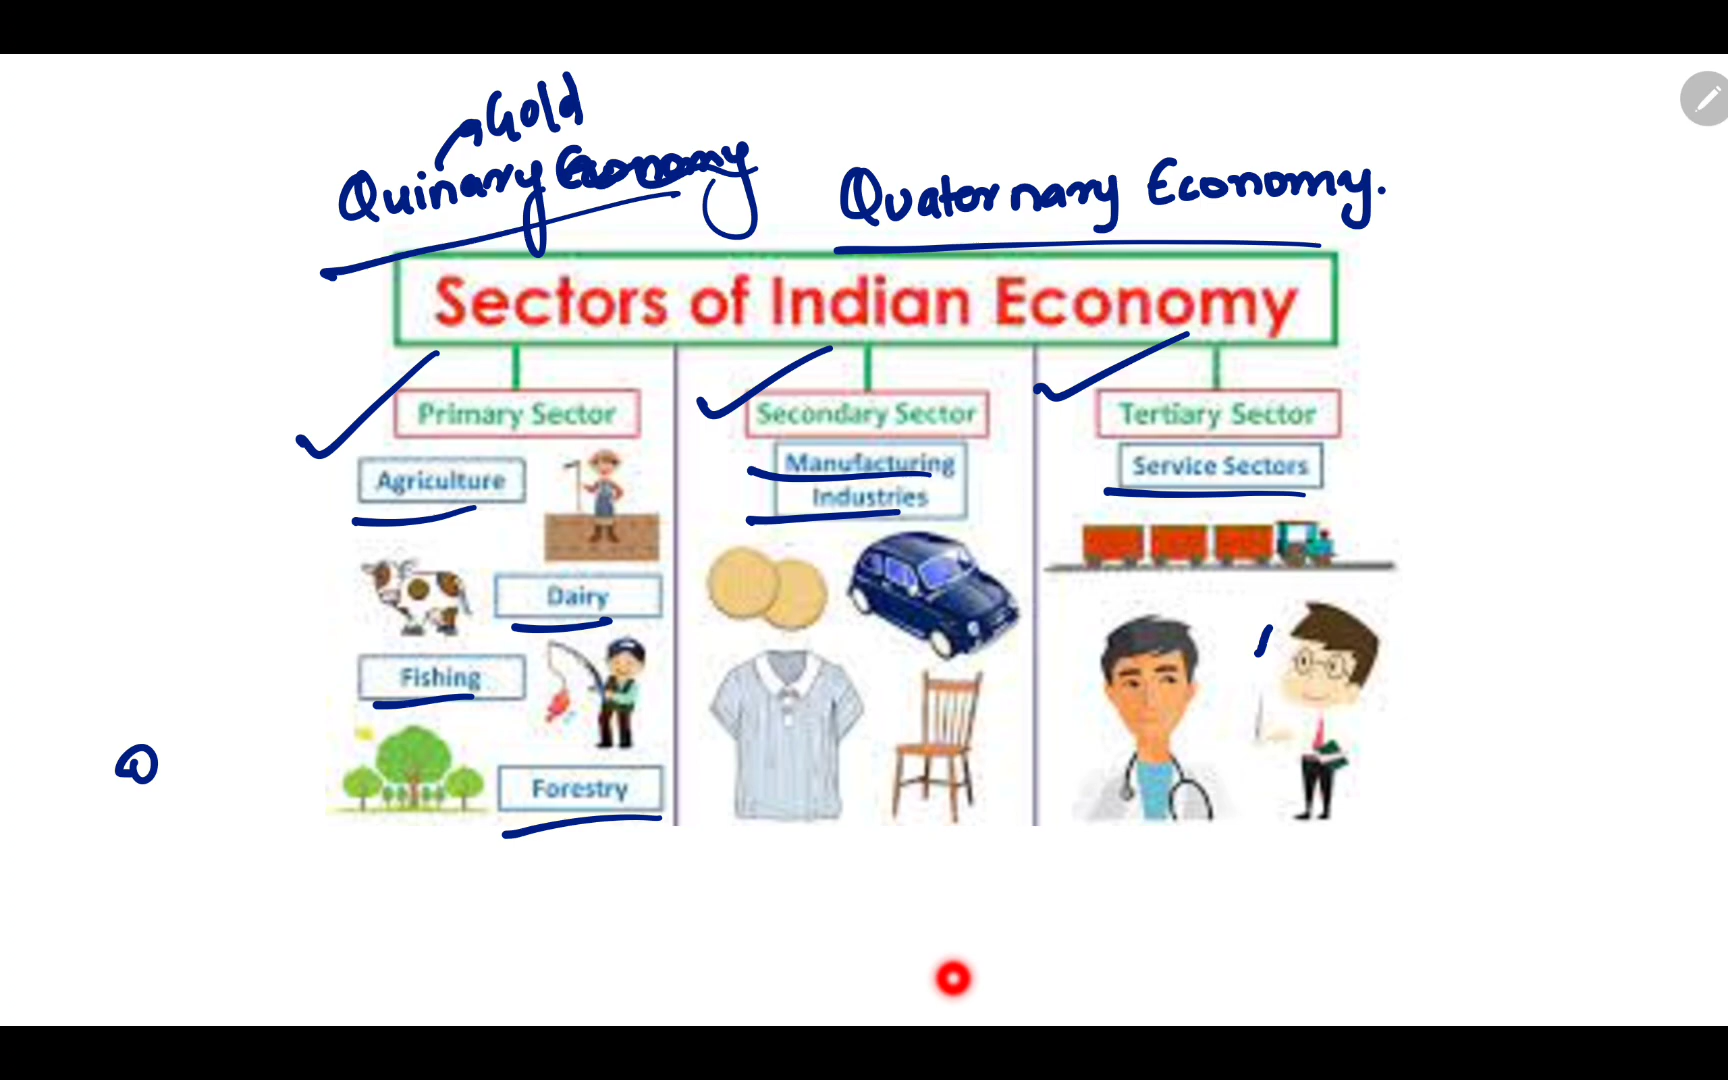 Gold
Quinary Economy
Quaternary Economy.
Sectors of Indian Economy
Primary Sector
Agriculture
Dairy
Fishing
Forestry
Secondary Sector
Manufacturing
Industries
Tertiary Sector
Service Sectors